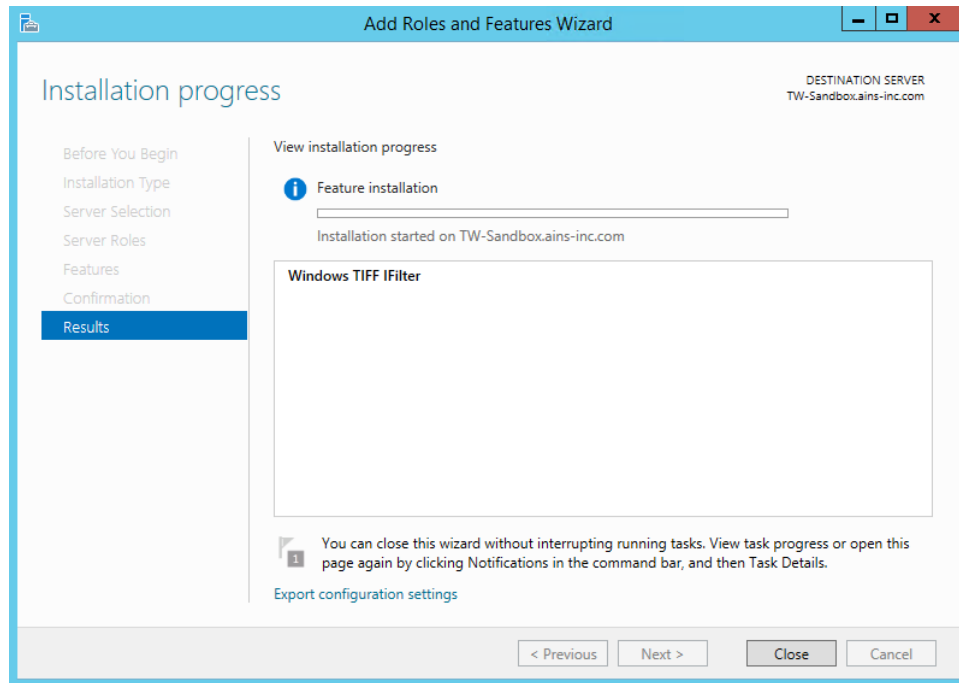 Add Roles and Features Wizard
Installation progress
DESTINATION SERVER
TW-Sandbox.ains-inc.com
Before You Begin
Installation Type
Server Selection
Server Roles
Features
Confirmation
Results
View installation progress
Feature installation
Installation started on TW-Sandbox.ains-inc.com
Windows TIFF IFilter
1
You can close this wizard without interrupting running tasks. View task progress or open this
page again by clicking Notifications in the command bar, and then Task Details.
Export configuration settings
< Previous
Next >
Close
Cancel